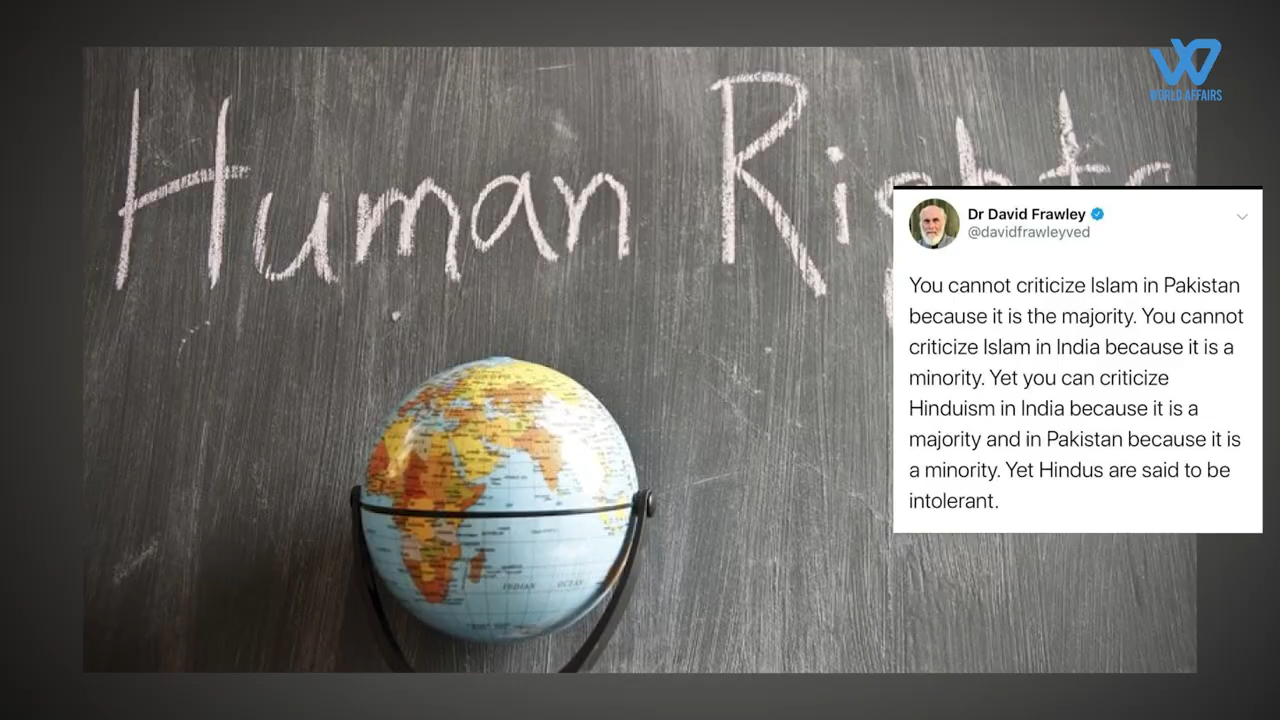 Human
WORLD AFFAIRS
Dr David Frawley
@davidfrawleyved
You cannot criticize Islam in Pakistan
because it is the majority. You cannot
criticize Islam in India because it is a
minority. Yet you can criticize
Hinduism in India because it is a
majority and in Pakistan because it is
a minority. Yet Hindus are said to be
intolerant.
INDIAN OCEAN